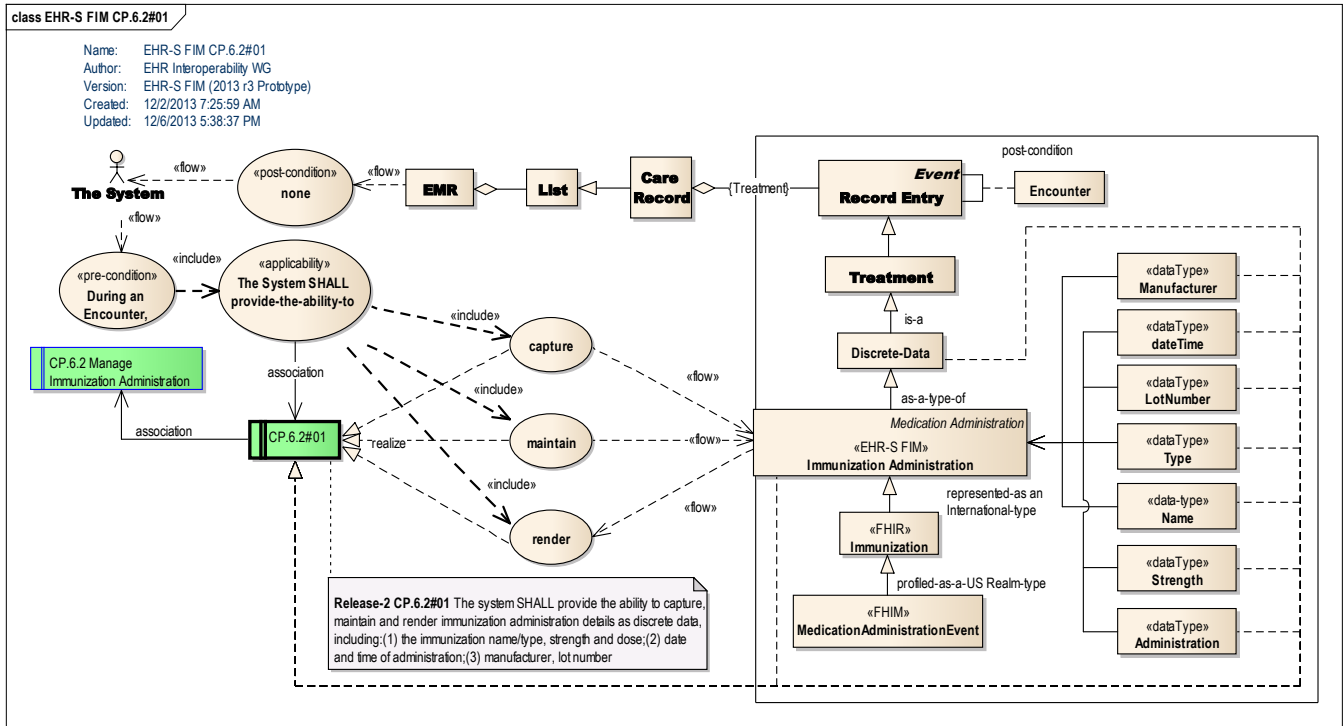 class EHR-S FIM CP.6.2#01
Name: EHR-S FIM CP.6.2#01
Author: EHR Interoperability WG
Version: EHR-S FIM (2013 r3 Prototype)
Created: 12/2/2013 7:25:59 AM
Updated: 12/6/2013 5:38:37 PM
The System
«flow»
«post-condition»
none
«flow»
EMR
List
Care
Record
{Treatment}
Event
Record Entry
post-condition
Encounter
«flow»
«pre-condition»
During an
Encounter,
«include»
«applicability»
The System SHALL
provide-the-ability-to
Treatment
is-a
Discrete-Data
as-a-type-of
«include»
capture
«flow»
CP.6.2 Manage
Immunization Administration
association
association
CP.6.2#01
realize
«include»
maintain
«flow»
«include»
render
«flow»
Medication Administration
«EHR-S FIM»
Immunization Administration
represented-as an
International-type
«FHIR»
Immunization
profiled-as-a-US Realm-type
«FHIM»
MedicationAdministrationEvent
«dataType»
Manufacturer
«dataType»
dateTime
«dataType»
LotNumber
«dataType»
Type
«data-type»
Name
«dataType»
Strength
«dataType»
Administration
Release-2 CP.6.2#01 The system SHALL provide the ability to capture,
maintain and render immunization administration details as discrete data,
including:(1) the immunization name/type, strength and dose;(2) date
and time of administration;(3) manufacturer, lot number